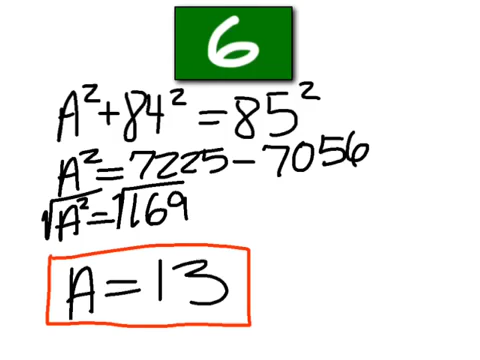 6
A² + 84² = 85²
A² = 7225 - 7056
√A² = √169
A = 13